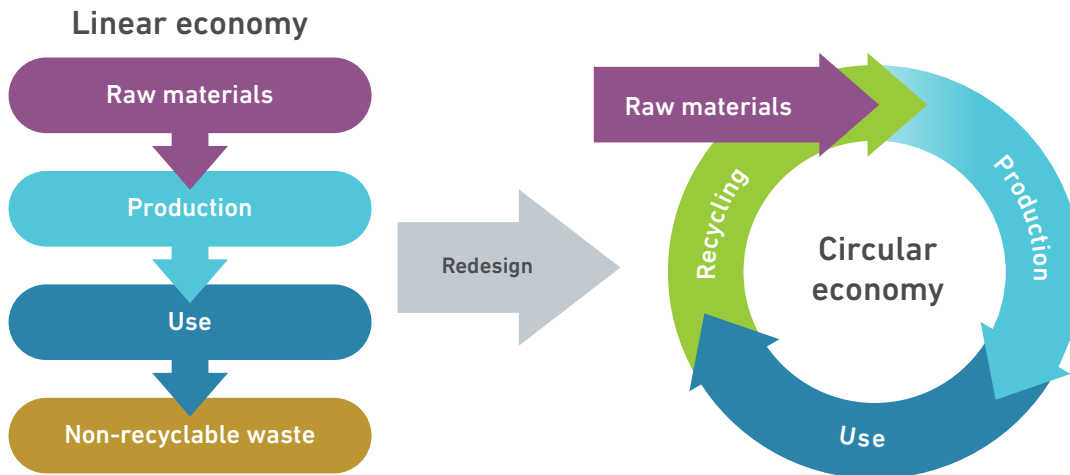 Linear economy
Raw materials
Production
Use
Non-recyclable waste
Redesign
Raw materials
Production
Use
Recycling
Circular
economy